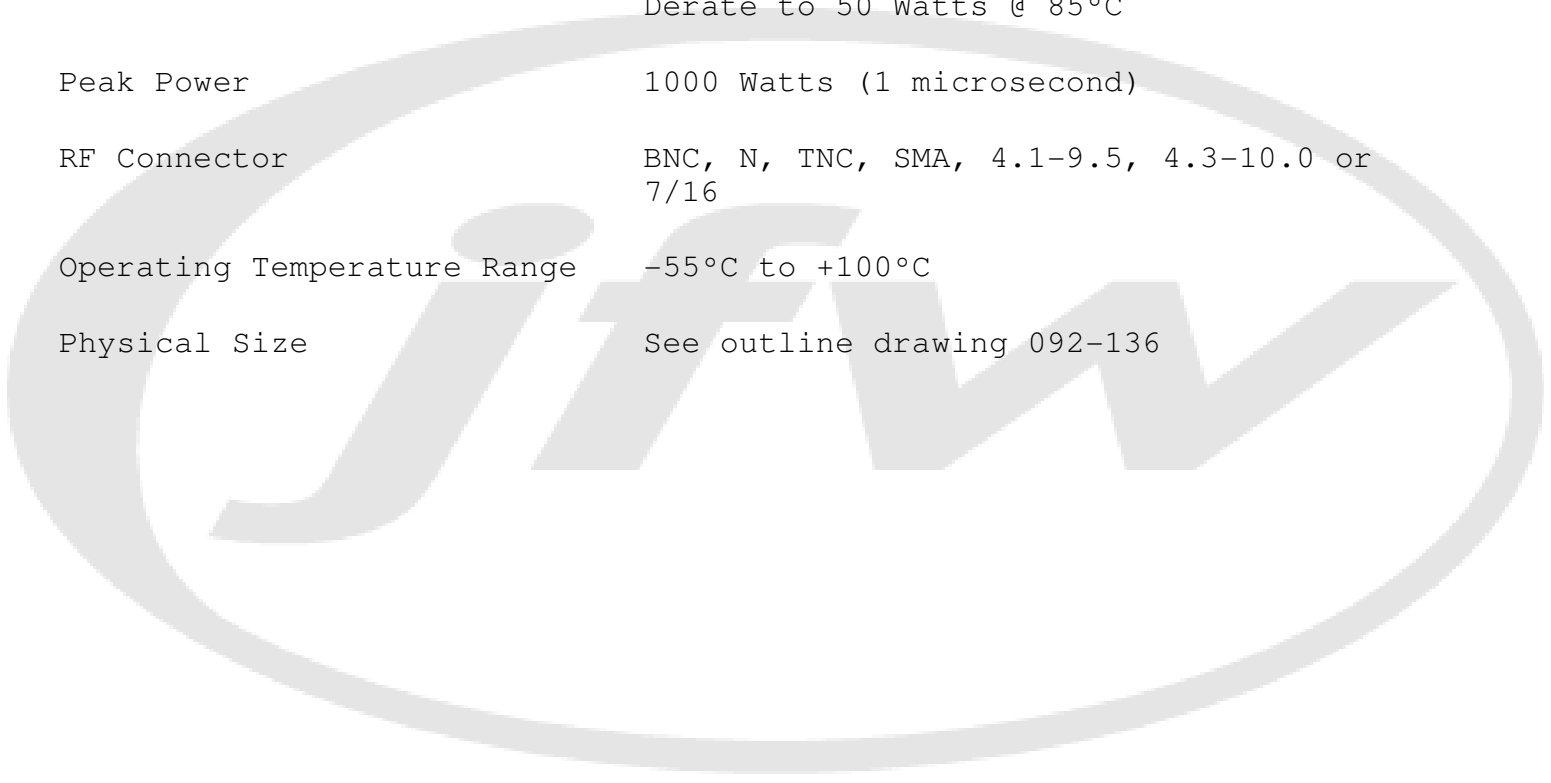 Derate to 50 Watts @ 85°C
Peak Power 1000 Watts (1 microsecond)
RF Connector BNC, N, TNC, SMA, 4.1-9.5, 4.3-10.0 or
7/16
Operating Temperature Range -55°C to +100°C
Physical Size See outline drawing 092-136
jfw